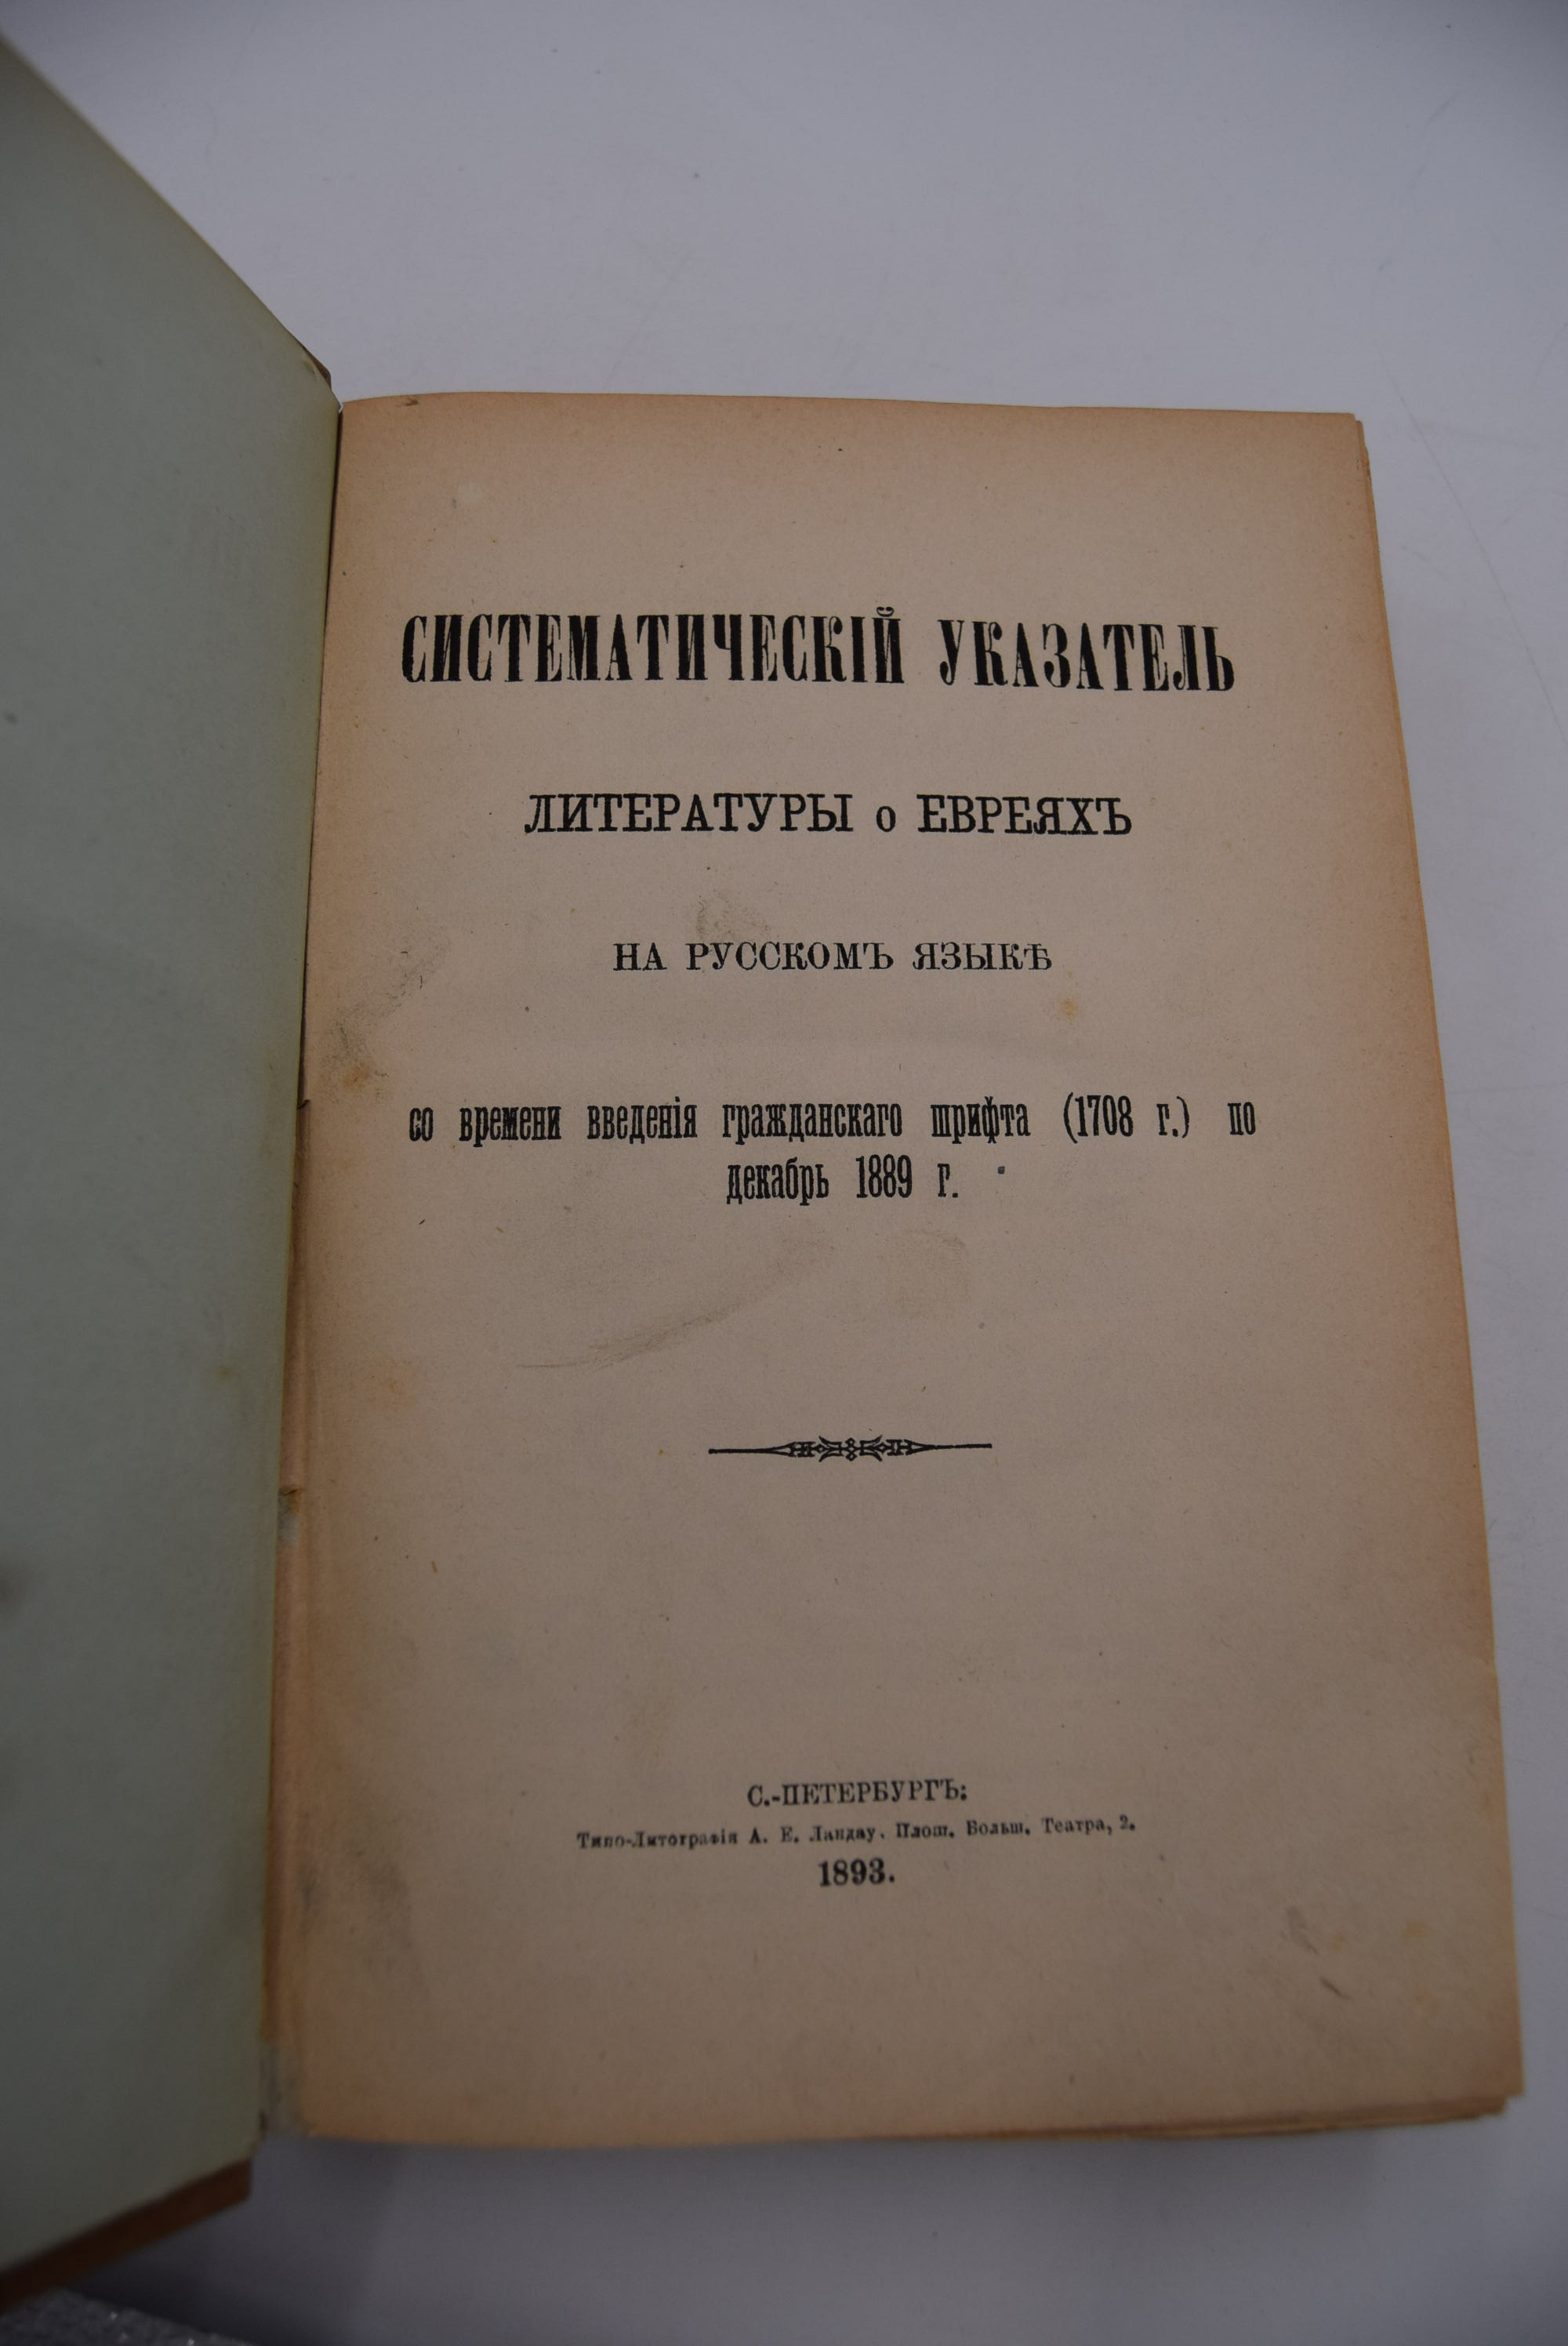 СИСТЕМАТИЧЕСКІЙ УКАЗАТЕЛЬ
ЛИТЕРАТУРЫ о ЕВРЕЯХЪ
НА РУССКОМЪ ЯЗЫКѢ
со времени введенія гражданскаго шрифта (1708 г.) по
декабрь 1889 г.
С.-ПЕТЕРБУРГЪ:
Типо-Литографія А. Е. Ландау. Площ. Больш. Театра, 2.
1893.